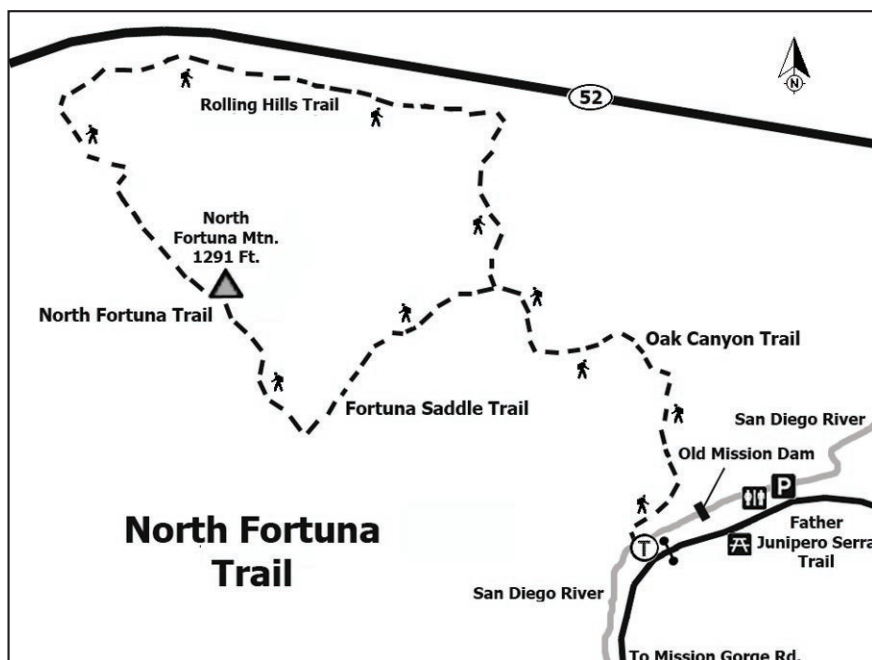 52
N
Rolling Hills Trail
North
Fortuna Mtn.
1291 Ft.
North Fortuna Trail
Oak Canyon Trail
Fortuna Saddle Trail
San Diego River
Old Mission Dam
P
North Fortuna
Trail
T
Father
Junipero Serra
Trail
San Diego River
To Mission Gorge Rd.